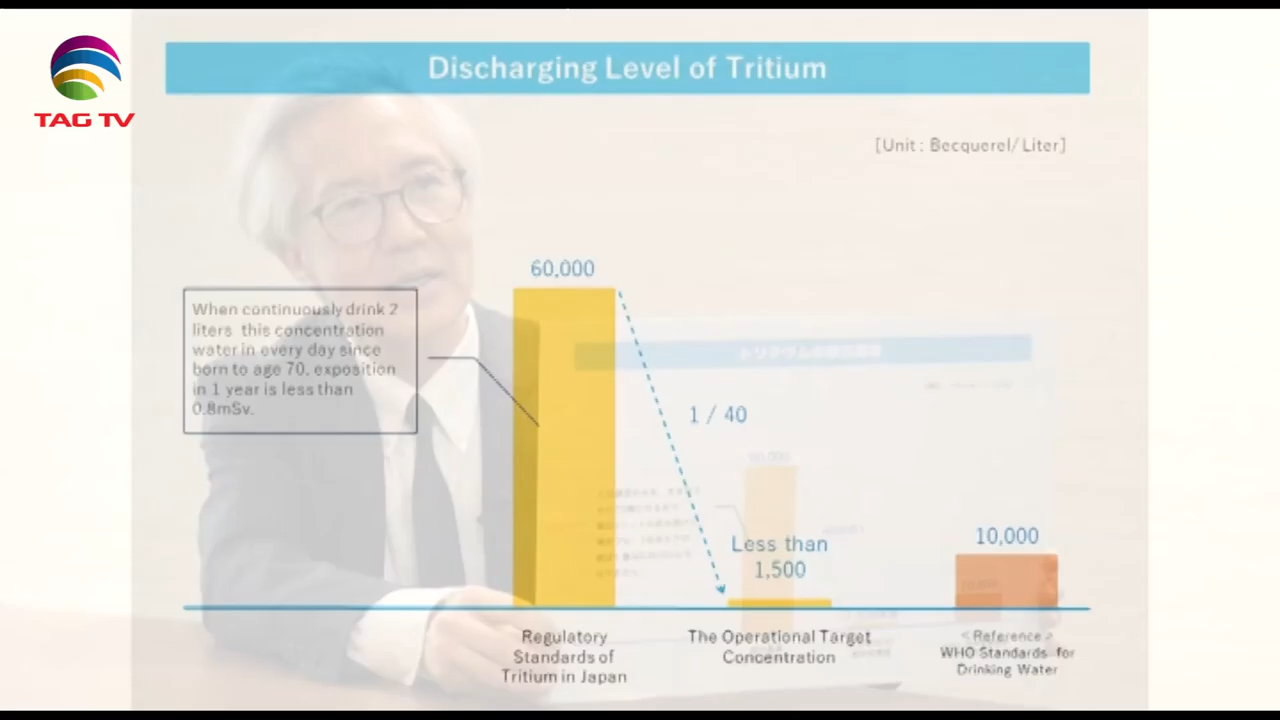 TAG TV
Discharging Level of Tritium
[Unit : Becquerel/Liter]
60,000
When continuously drink 2
liters this concentration
water in every day since
born to age 70, exposition
in 1 year is less than
0.8mSv.
1 / 40
Less than
1,500
10,000
Regulatory
Standards of
Tritium in Japan
The Operational Target
Concentration
< Reference >
WHO Standards for
Drinking Water